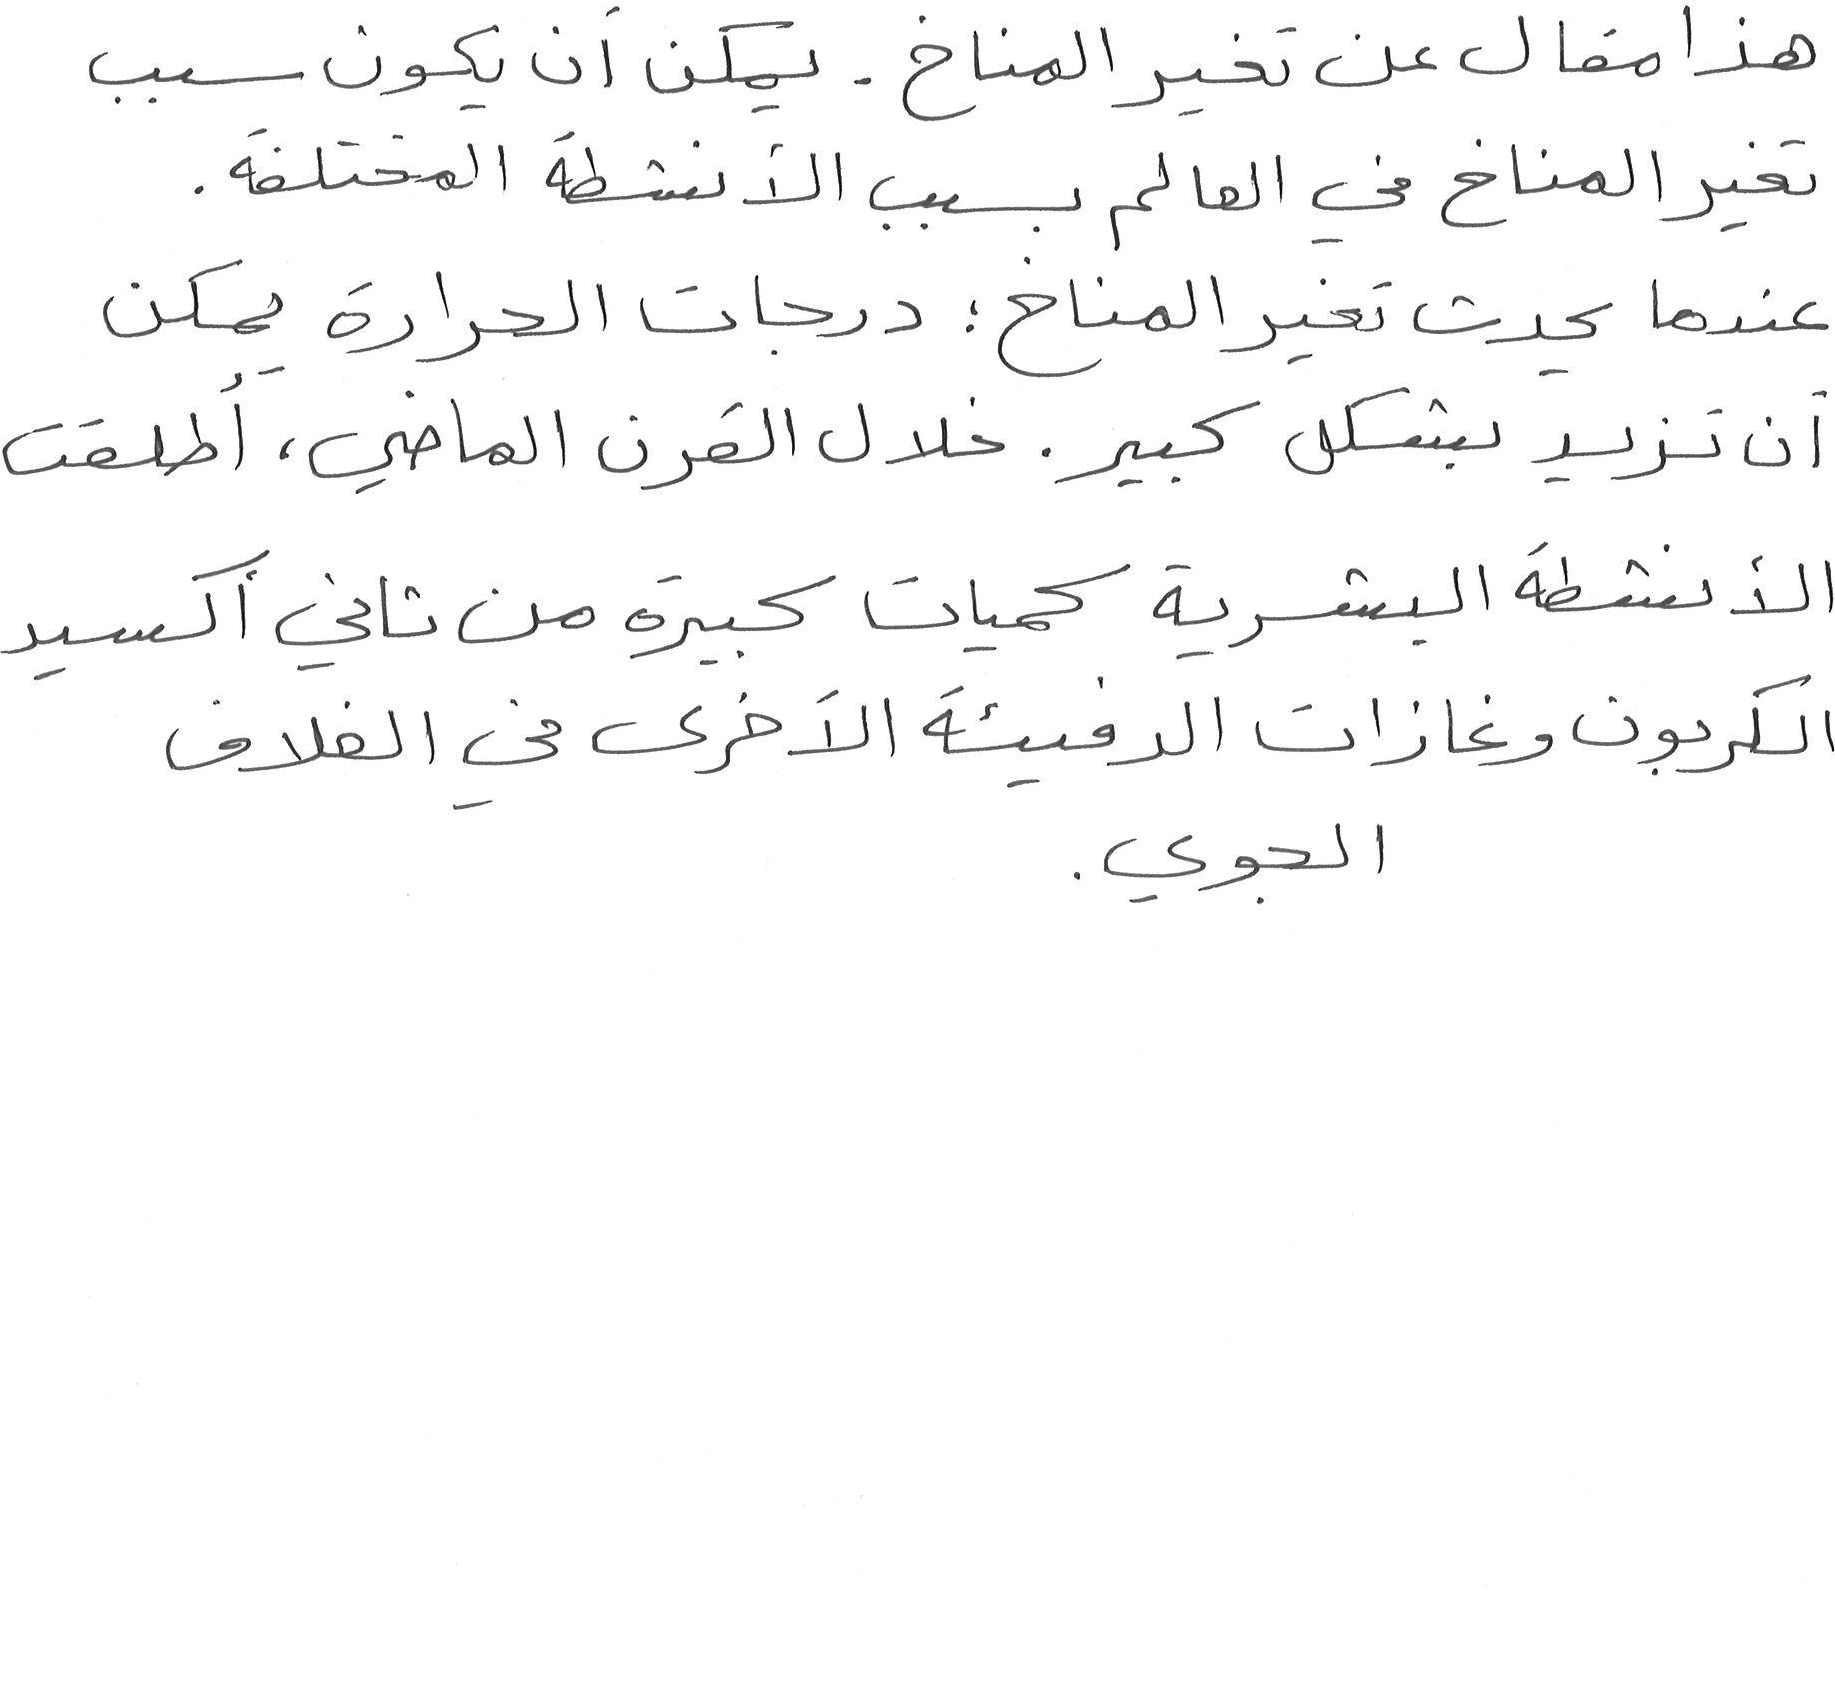 هذا مقال عن تغير المناخ. يمكن أن يكون سبب
تغير المناخ في العالم بسبب الأنشطة المختلفة.
عندما يحدث تغير المناخ؛ درجات الحرارة يمكن
أن تزيد بشكل كبير. خلال القرن الماضي، أُطلقت
الأنشطة البشرية كميات كبيرة من ثاني أكسيد
الكربون وغازات الدفيئة الأخرى في الغلاف
الجوي.